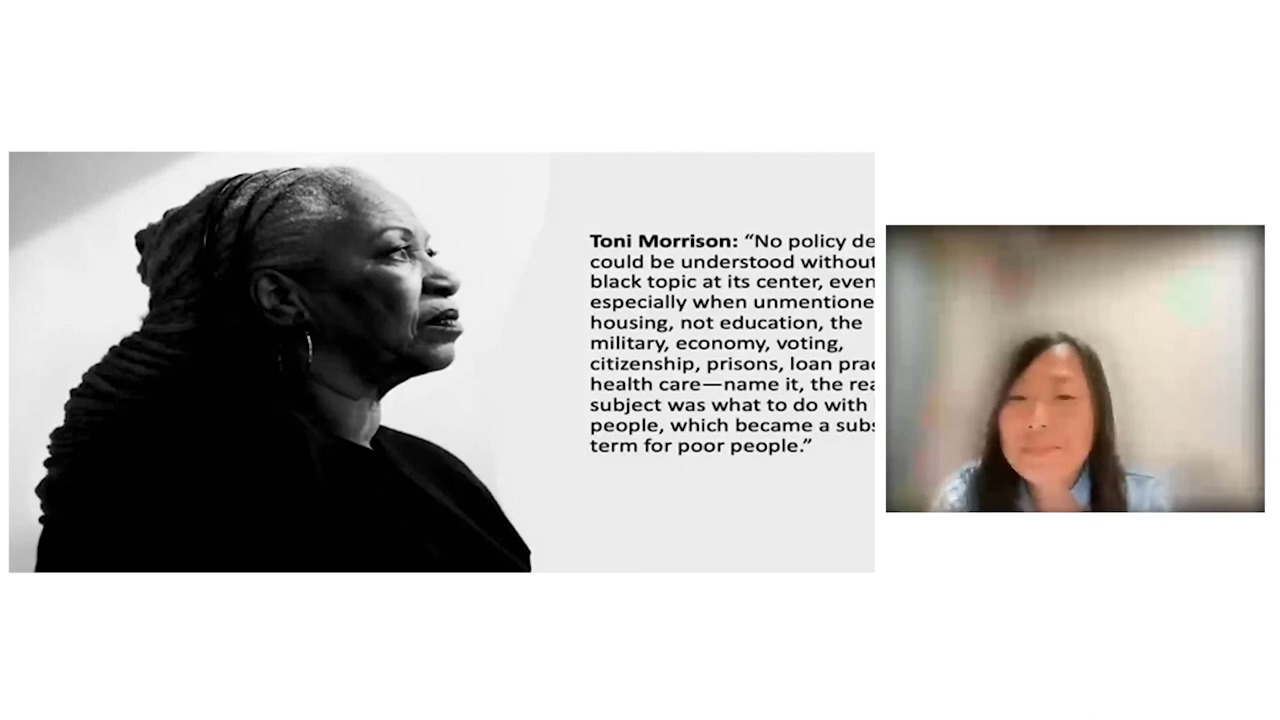 Toni Morrison: “No policy de
could be understood without
black topic at its center, even
especially when unmentione
housing, not education, the
military, economy, voting,
citizenship, prisons, loan prac
health care—name it, the rea
subject was what to do with
people, which became a subs
term for poor people.”